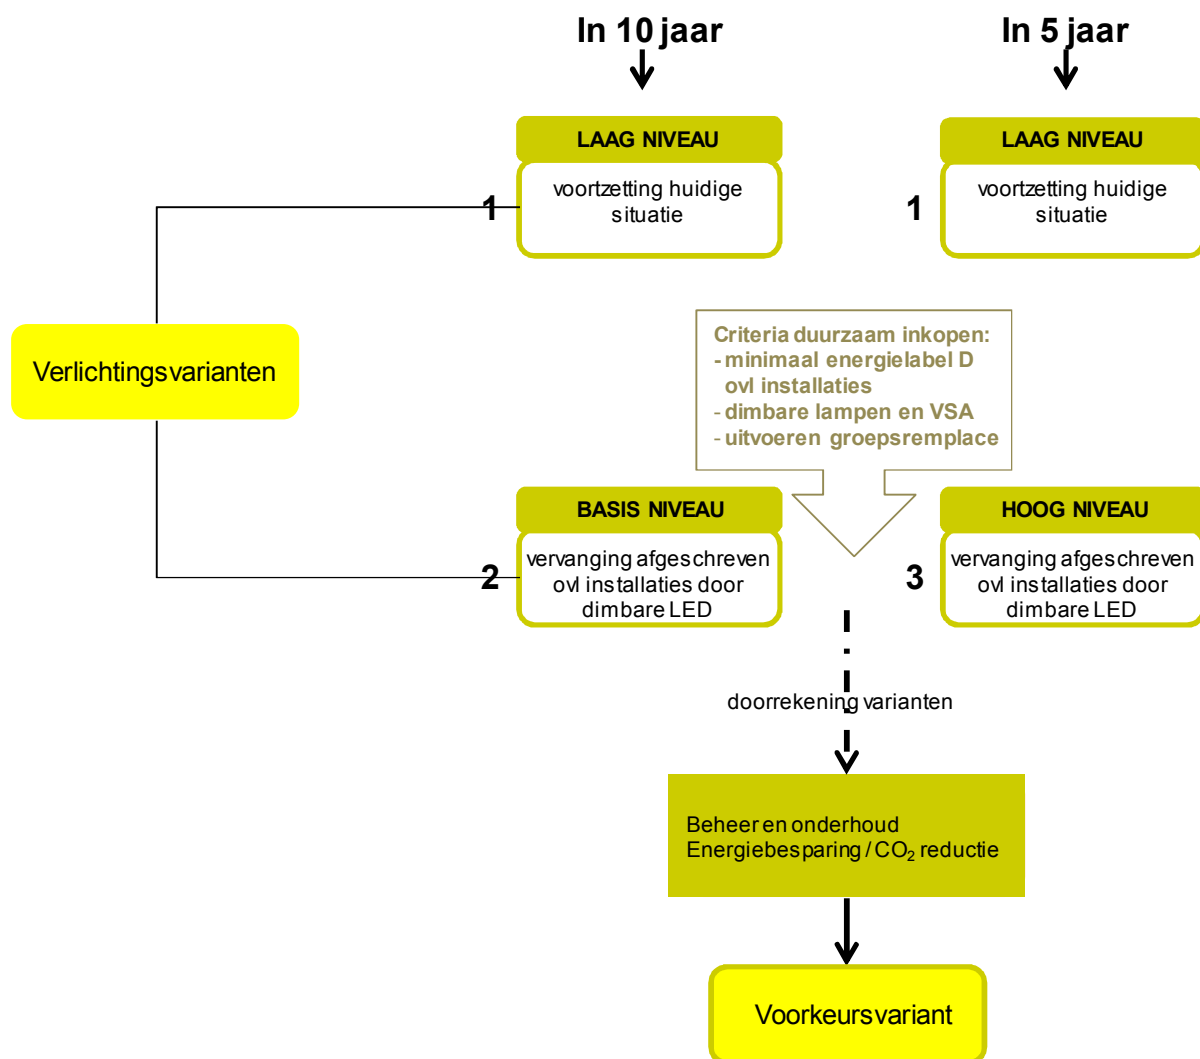 In 10 jaar
In 5 jaar
LAAG NIVEAU
LAAG NIVEAU
1
voortzetting huidige
situatie
1
voortzetting huidige
situatie
Verlichtingsvarianten
Criteria duurzaam inkopen:
- minimaal energielabel D
ovl installaties
- dimbare lampen en VSA
- uitvoeren groepsremplace
BASIS NIVEAU
2
vervanging afgeschreven
ovl installaties door
dimbare LED
HOOG NIVEAU
3
vervanging afgeschreven
ovl installaties door
dimbare LED
doorrekening varianten
Beheer en onderhoud
Energiebesparing / CO₂ reductie
Voorkeursvariant